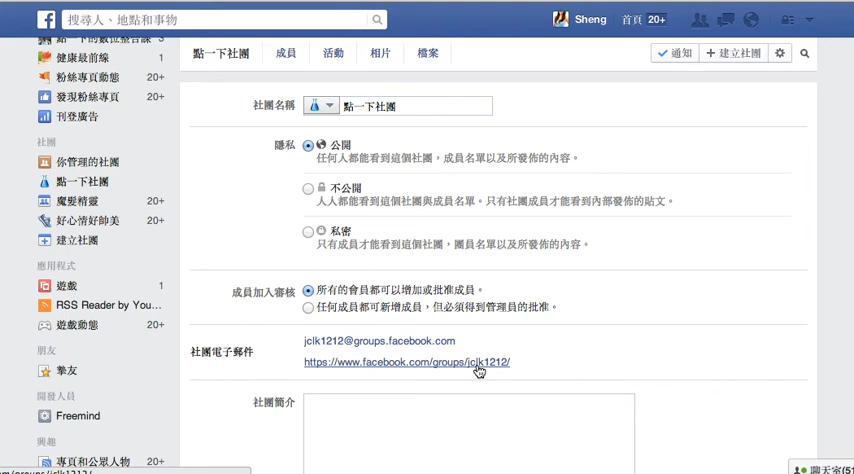 搜尋人、地點和事物
Sheng 首頁 20+
點一下的數位整合課 3
健康最前線 1
粉絲專頁動態 20+
發現粉絲專頁 20+
刊登廣告
社團
你管理的社團
點一下社團
魔髮精靈 20+
好心情好帥美 20+
建立社團
應用程式
遊戲 1
RSS Reader by You...
遊戲動態 20+
朋友
摯友
開發人員
Freemind
興趣
專頁和公眾人物 20+
點一下社團 成員 活動 相片 檔案
通知 建立社團
社團名稱 點一下社團
隱私 公開
任何人都能看到這個社團，成員名單以及所發佈的內容。
不公開
人人都能看到這個社團與成員名單。只有社團成員才能看到內部發佈的貼文。
私密
只有成員才能看到這個社團，團員名單以及所發佈的內容。
成員加入審核 所有的會員都可以增加或批准成員。
任何成員都可新增成員，但必須得到管理員的批准。
社團電子郵件 jclk1212@groups.facebook.com
https://www.facebook.com/groups/jclk1212/
社團簡介
聊天室(51